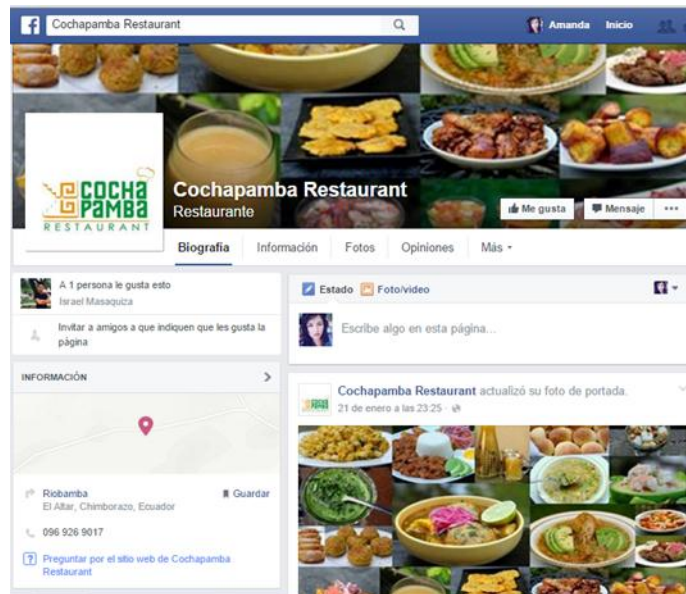 Cochapamba Restaurant
Amanda
Inicio
COCHA
PAMBA
RESTAURANT
Cochapamba Restaurant
Restaurante
Me gusta
Mensaje
Biografía
Información
Fotos
Opiniones
Más
A 1 persona le gusta esto
Israel Masaquiza
Invitar a amigos a que indiquen que les gusta la
página
INFORMACIÓN
Riobamba
El Altar, Chimborazo, Ecuador
Guardar
096 926 9017
Preguntar por el sitio web de Cochapamba
Restaurant
Estado
Foto/video
Escribe algo en esta página...
Cochapamba Restaurant actualizó su foto de portada.
21 de enero a las 23:25 ·